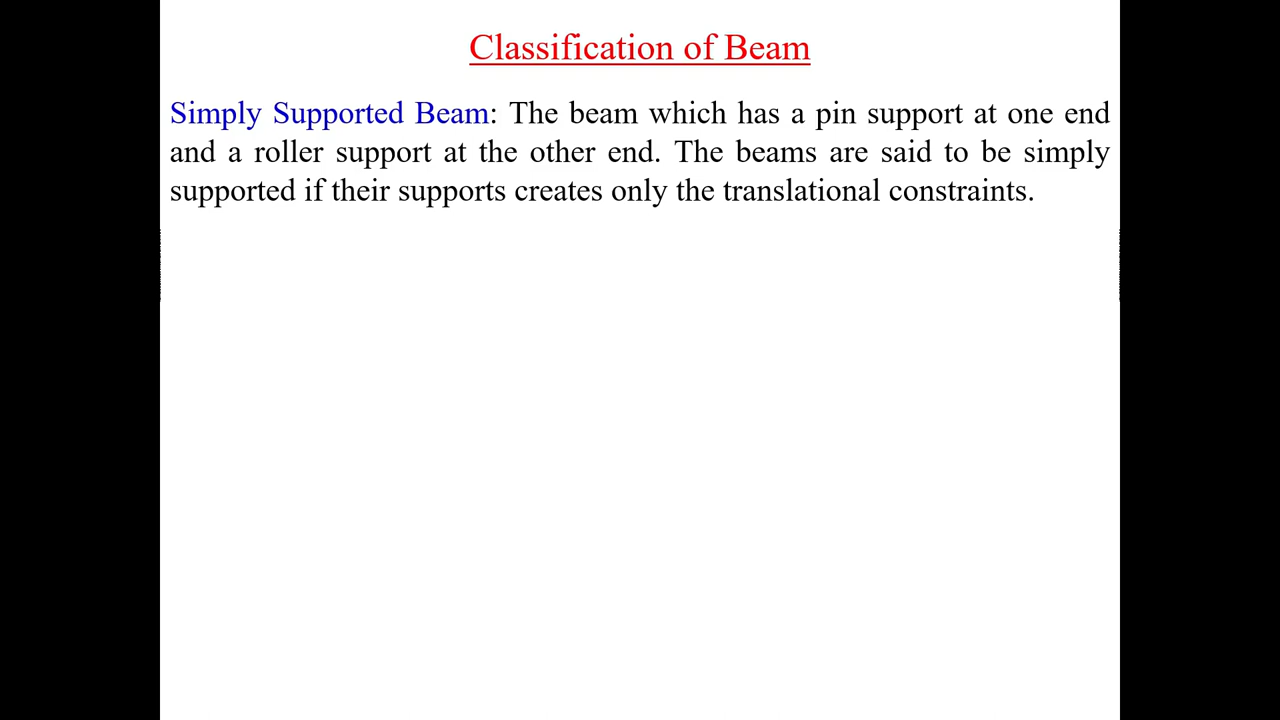 Classification of Beam
Simply Supported Beam: The beam which has a pin support at one end
and a roller support at the other end. The beams are said to be simply
supported if their supports creates only the translational constraints.